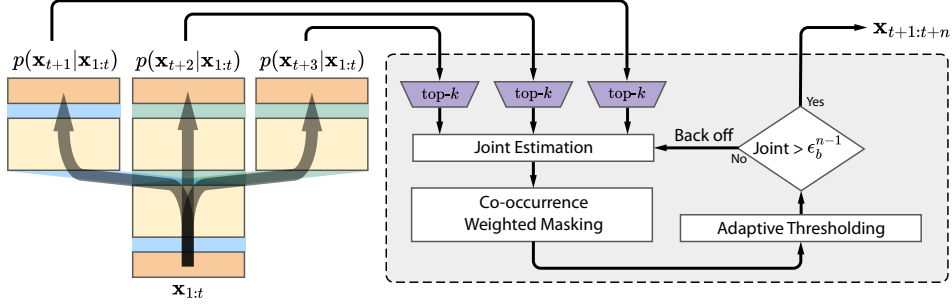 p(x_{t+1}|x_{1:t}) p(x_{t+2}|x_{1:t}) p(x_{t+3}|x_{1:t})
x_{1:t}
top-k top-k top-k
Joint Estimation
Co-occurrence
Weighted Masking
Adaptive Thresholding
Joint > ϵ_b^{n-1}
Back off
No
Yes
x_{t+1:t+n}